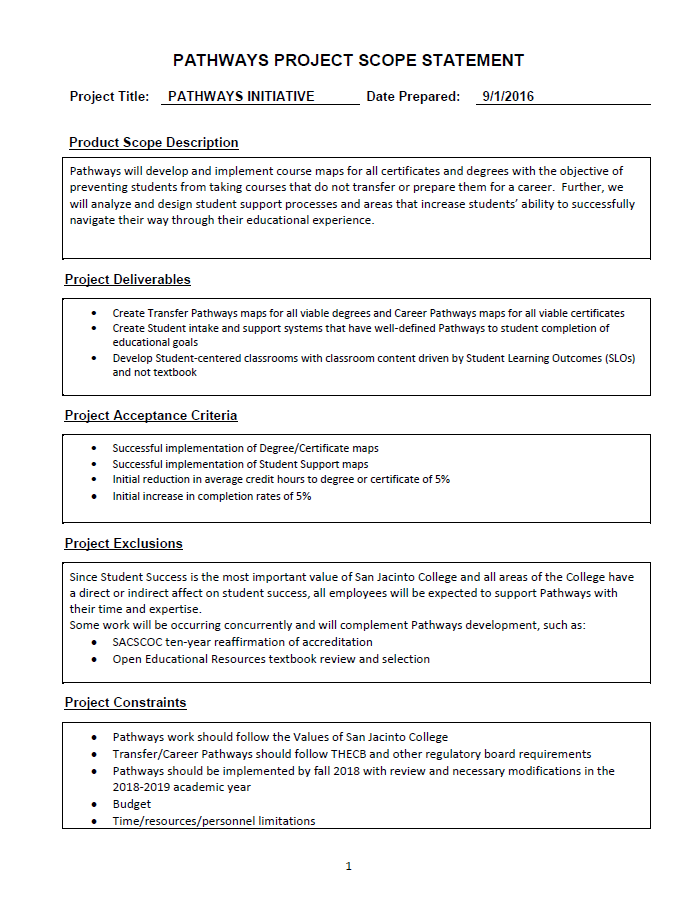 PATHWAYS PROJECT SCOPE STATEMENT
Project Title: PATHWAYS INITIATIVE Date Prepared: 9/1/2016
Product Scope Description
Pathways will develop and implement course maps for all certificates and degrees with the objective of
preventing students from taking courses that do not transfer or prepare them for a career. Further, we
will analyze and design student support processes and areas that increase students’ ability to successfully
navigate their way through their educational experience.
Project Deliverables
• Create Transfer Pathways maps for all viable degrees and Career Pathways maps for all viable certificates
• Create Student intake and support systems that have well-defined Pathways to student completion of
educational goals
• Develop Student-centered classrooms with classroom content driven by Student Learning Outcomes (SLOs)
and not textbook
Project Acceptance Criteria
• Successful implementation of Degree/Certificate maps
• Successful implementation of Student Support maps
• Initial reduction in average credit hours to degree or certificate of 5%
• Initial increase in completion rates of 5%
Project Exclusions
Since Student Success is the most important value of San Jacinto College and all areas of the College have
a direct or indirect affect on student success, all employees will be expected to support Pathways with
their time and expertise.
Some work will be occurring concurrently and will complement Pathways development, such as:
• SACSCOC ten-year reaffirmation of accreditation
• Open Educational Resources textbook review and selection
Project Constraints
• Pathways work should follow the Values of San Jacinto College
• Transfer/Career Pathways should follow THECB and other regulatory board requirements
• Pathways should be implemented by fall 2018 with review and necessary modifications in the
2018-2019 academic year
• Budget
• Time/resources/personnel limitations
1